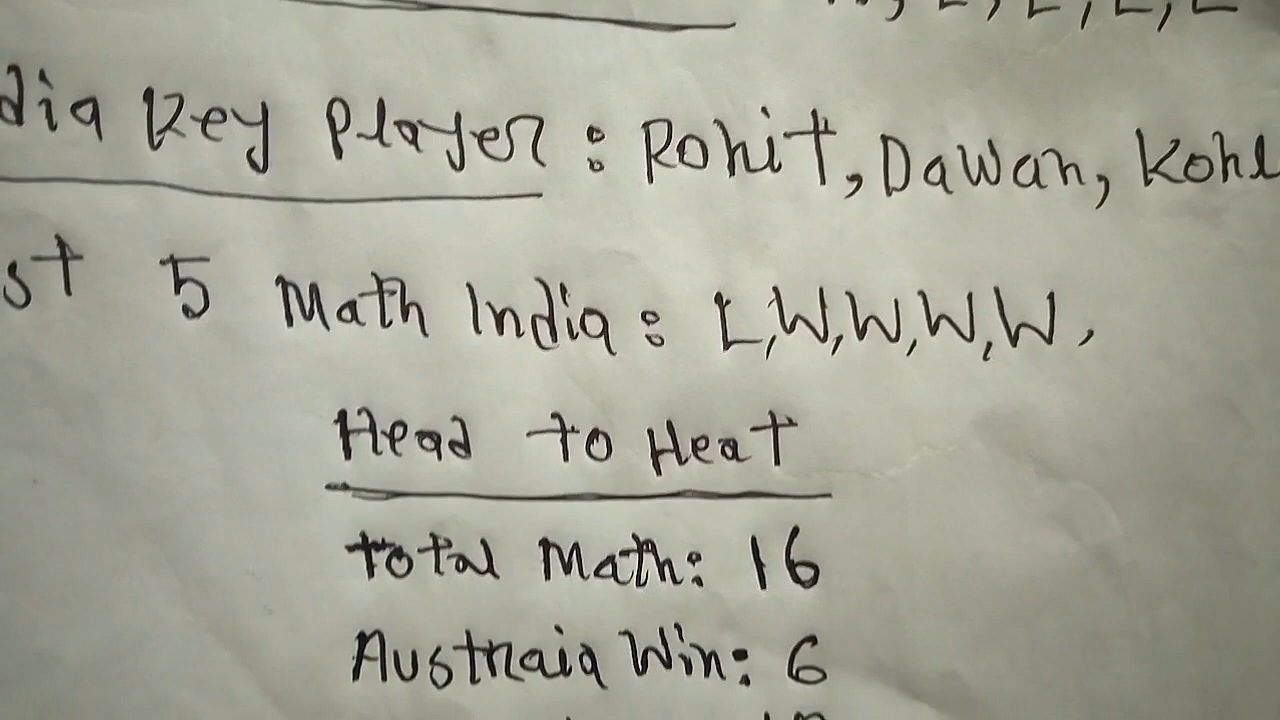 dia Key Player : Rohit, Dawan, Kohl
st 5 Math India : L,W,W,W,W,
Head to Heat
Total Math: 16
Austraia Win: 6